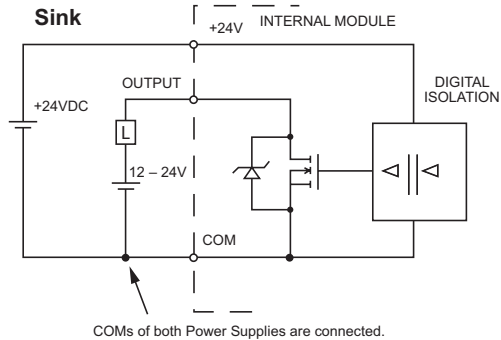 Sink
INTERNAL MODULE
+24V
OUTPUT
DIGITAL
ISOLATION
+24VDC
L
12 – 24V
COM
COMs of both Power Supplies are connected.